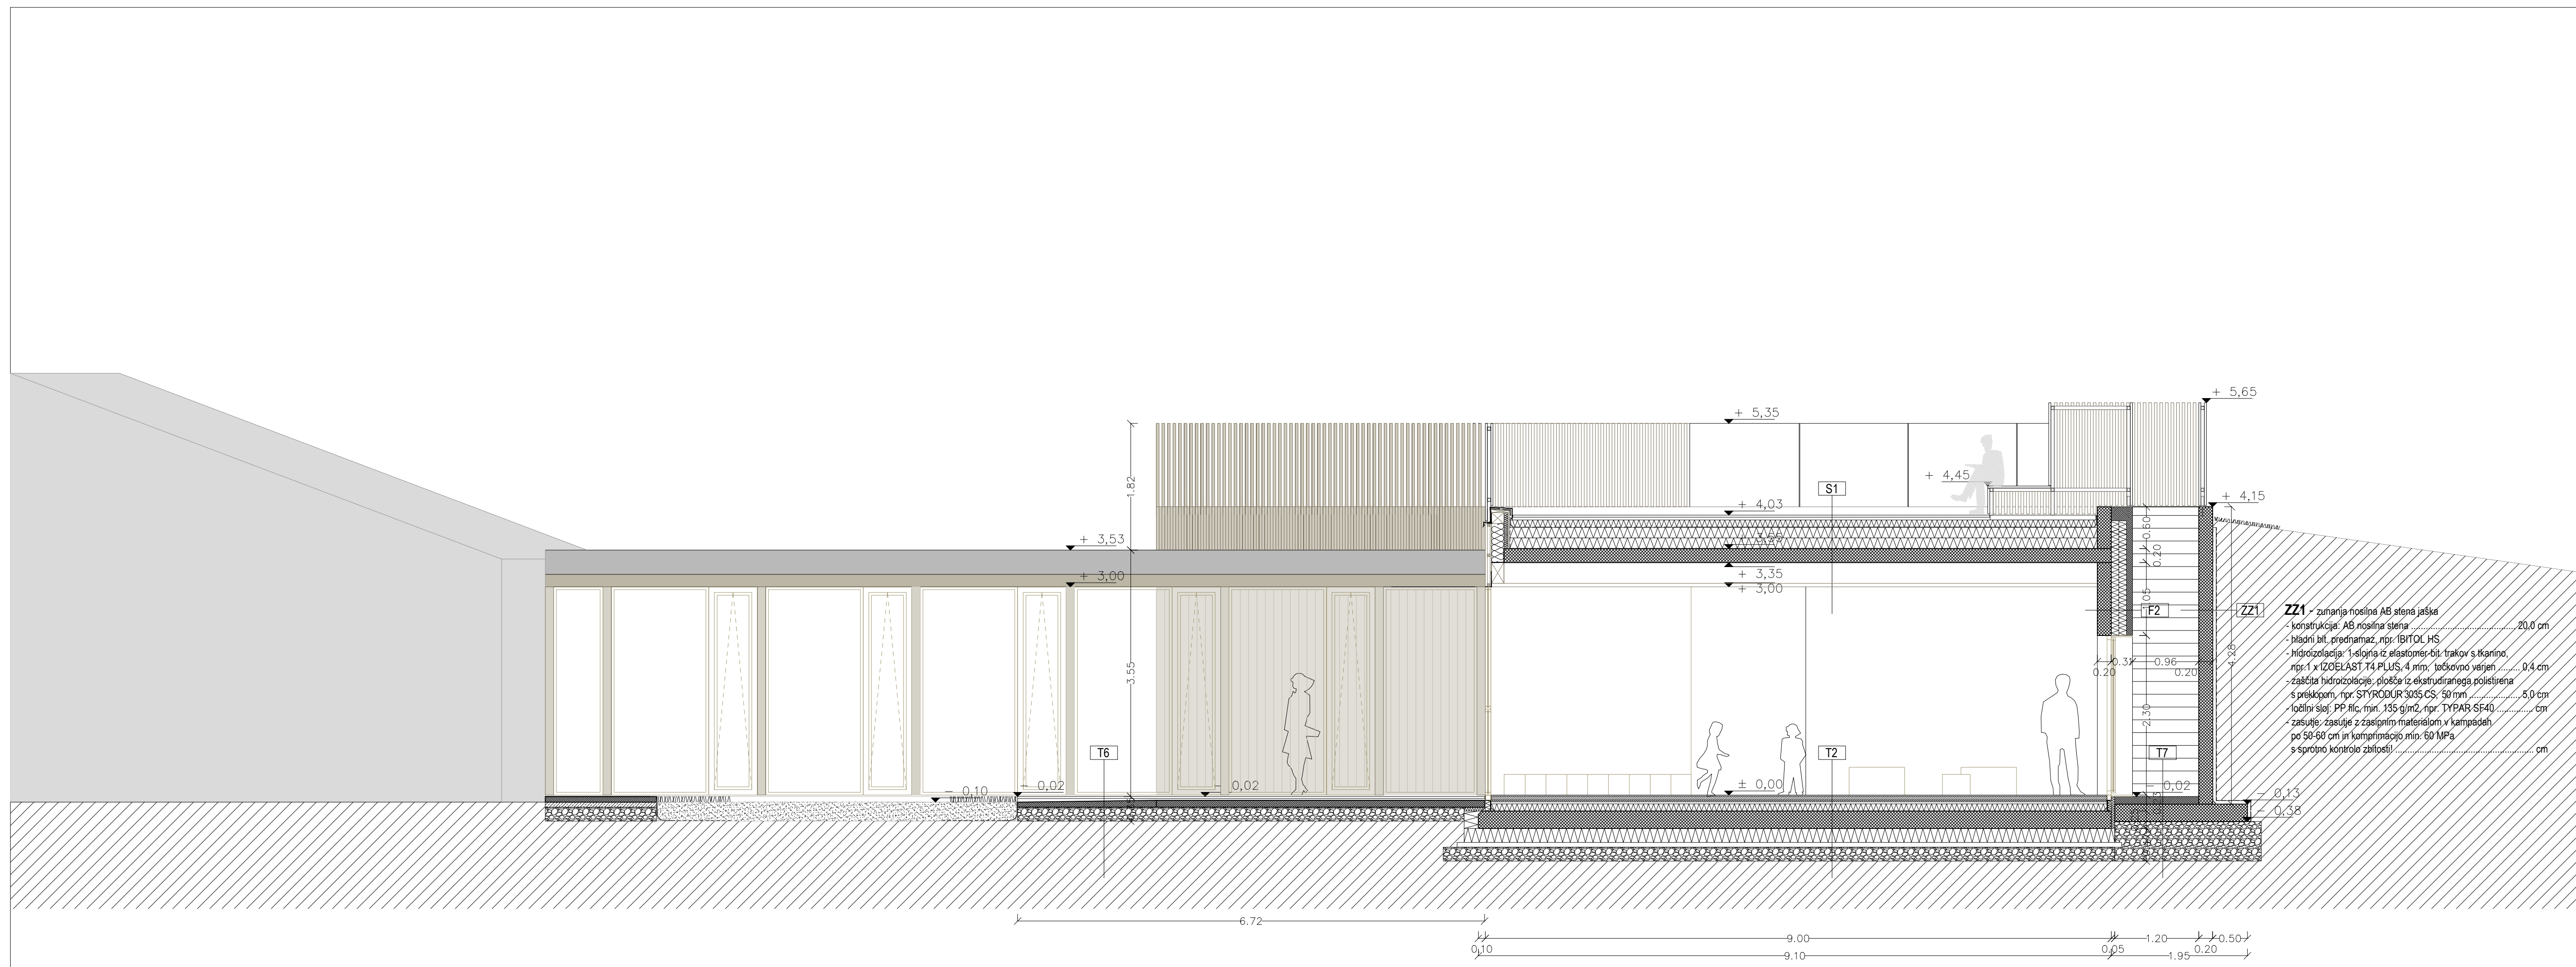 + 5,65
+ 5,35
+ 4,45
S1
+ 4,03
+ 4,15
1.82
+ 3,53
0.60
0.20
+ 3,35
+ 3,00
+ 3,00
F2
ZZ1
ZZ1 - zunanja nosilna AB stena jaška
- konstrukcija: AB nosilna stena ........................................ 20,0 cm
- hladni bit. prednamaz, npr. IBITOL HS
- hidroizolacija: 1-slojna iz elastomer-bit. trakov s tkanino,
npr.1 x IZOELAST T4 PLUS, 4 mm, točkovno varjen ......... 0,4 cm
- zaščita hidroizolacije: plošče iz ekstrudiranega polistirena
s preklopom, npr. STYRODUR 3035 CS, 50 mm .................... 5,0 cm
- ločilni sloj: PP filc, min. 135 g/m2, npr. TYPAR SF40 .............. cm
- zasutje: zasutje z zasipnim materialom v kampadah
po 50-60 cm in komprimacijo min. 60 MPa
s sprotno kontrolo zbitosti! ...................................................... cm
4.28
0.20
0.31
0.96
0.20
3.55
2.30
T6
T2
T7
- 0,10
- 0,02
- 0,02
± 0,00
- 0,02
- 0,13
- 0,38
6.72
0.10
9.00
0.05
1.20
0.20
0.50
9.10
1.95